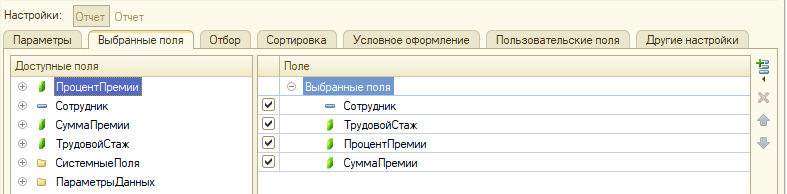 Настройки: Отчет Отчет
Параметры Выбранные поля Отбор Сортировка Условное оформление Пользовательские поля Другие настройки
Доступные поля
ПроцентПремии
Сотрудник
СуммаПремии
ТрудовойСтаж
СистемныеПоля
ПараметрыДанных
Поле
Выбранные поля
Сотрудник
ТрудовойСтаж
ПроцентПремии
СуммаПремии